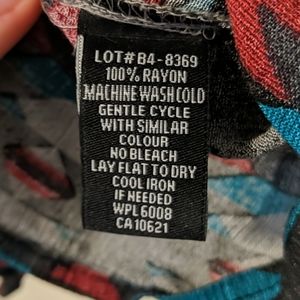 LOT# B4-8369
100% RAYON
MACHINE WASH COLD
GENTLE CYCLE
WITH SIMILAR
COLOUR
NO BLEACH
LAY FLAT TO DRY
COOL IRON
IF NEEDED
WPL 6008
CA 10621